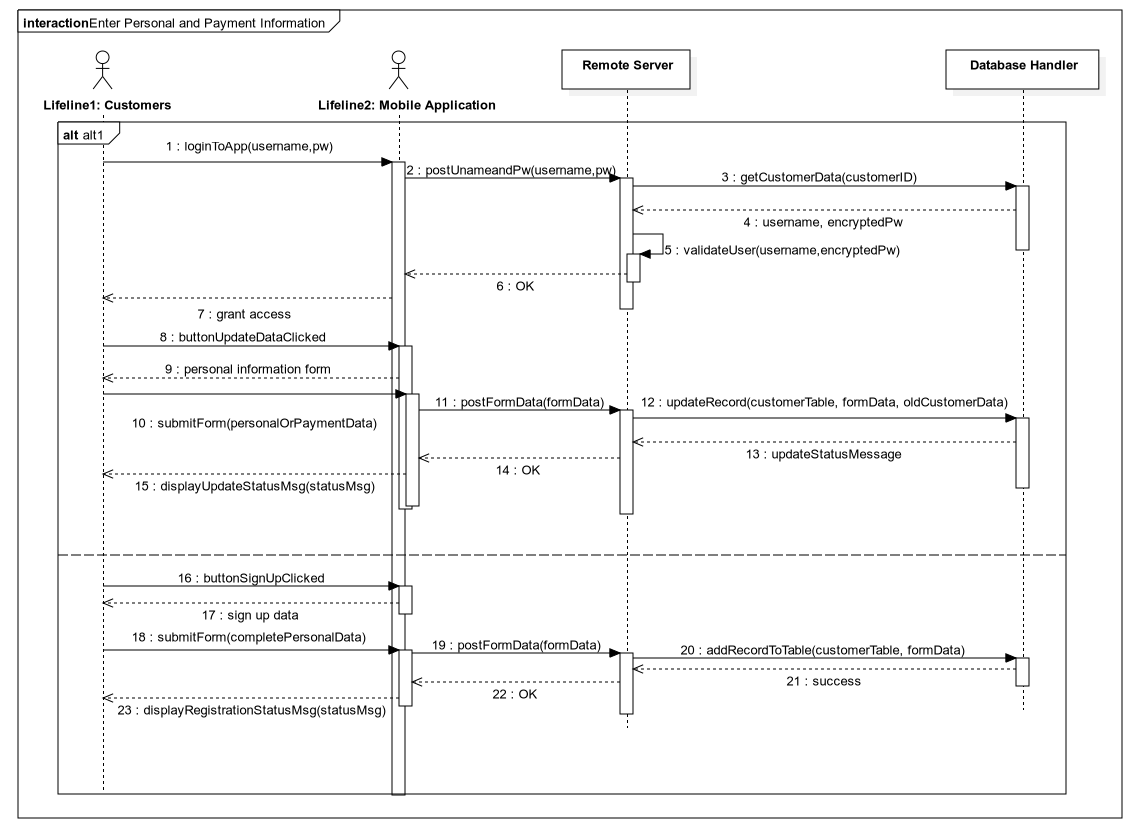 interactionEnter Personal and Payment Information
Remote Server
Database Handler
Lifeline1: Customers
Lifeline2: Mobile Application
alt alt1
1 : loginToApp(username,pw)
2 : postUnameandPw(username,pw)
3 : getCustomerData(customerID)
4 : username, encryptedPw
5 : validateUser(username,encryptedPw)
6 : OK
7 : grant access
8 : buttonUpdateDataClicked
9 : personal information form
10 : submitForm(personalOrPaymentData)
11 : postFormData(formData)
12 : updateRecord(customerTable, formData, oldCustomerData)
13 : updateStatusMessage
14 : OK
15 : displayUpdateStatusMsg(statusMsg)
16 : buttonSignUpClicked
17 : sign up data
18 : submitForm(completePersonalData)
19 : postFormData(formData)
20 : addRecordToTable(customerTable, formData)
21 : success
22 : OK
23 : displayRegistrationStatusMsg(statusMsg)